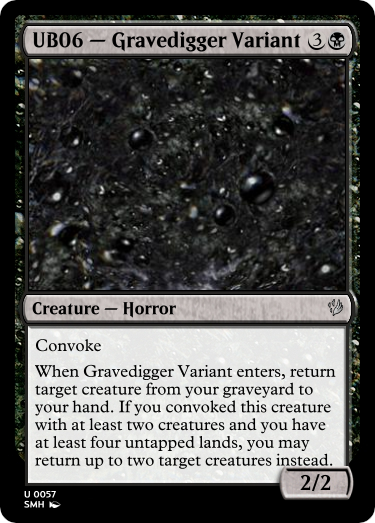 UB06 — Gravedigger Variant 3
Creature — Horror
Convoke
When Gravedigger Variant enters, return
target creature from your graveyard to
your hand. If you convoked this creature
with at least two creatures and you have
at least four untapped lands, you may
return up to two target creatures instead.
2/2
U 0057
SMH